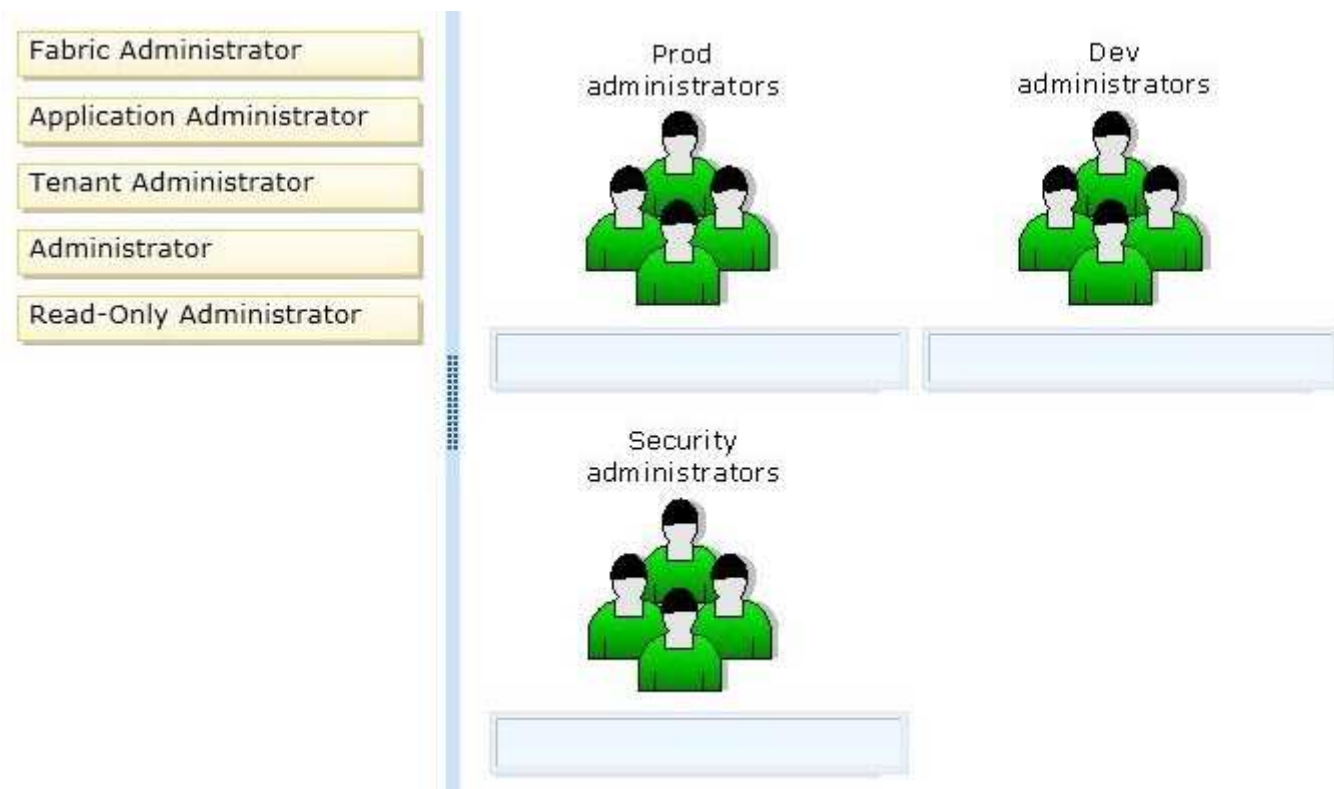 Fabric Administrator
Application Administrator
Tenant Administrator
Administrator
Read-Only Administrator
Prod
administrators
Dev
administrators
Security
administrators